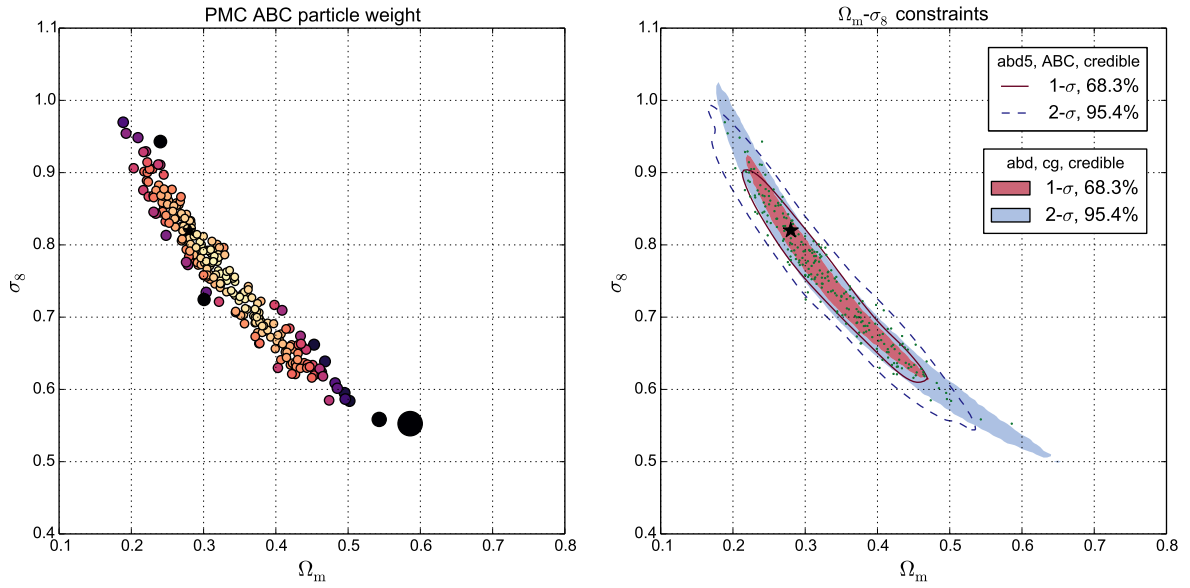 PMC ABC particle weight
1.1
1.0
0.9
0.8
0.7
0.6
0.5
0.4
σ₈
0.1 0.2 0.3 0.4 0.5 0.6 0.7 0.8
Ωₘ
Ωₘ-σ₈ constraints
abd5, ABC, credible
1-σ, 68.3%
2-σ, 95.4%
abd, cg, credible
1-σ, 68.3%
2-σ, 95.4%
1.1
1.0
0.9
0.8
0.7
0.6
0.5
0.4
σ₈
0.1 0.2 0.3 0.4 0.5 0.6 0.7 0.8
Ωₘ